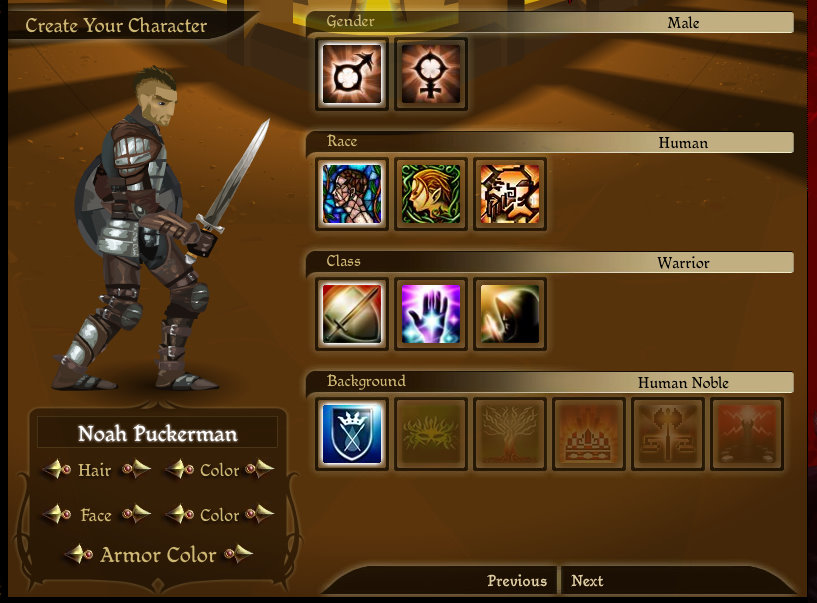 Create Your Character
Gender Male
Race Human
Class Warrior
Background Human Noble
Noah Puckerman
Hair Color
Face Color
Armor Color
Previous Next